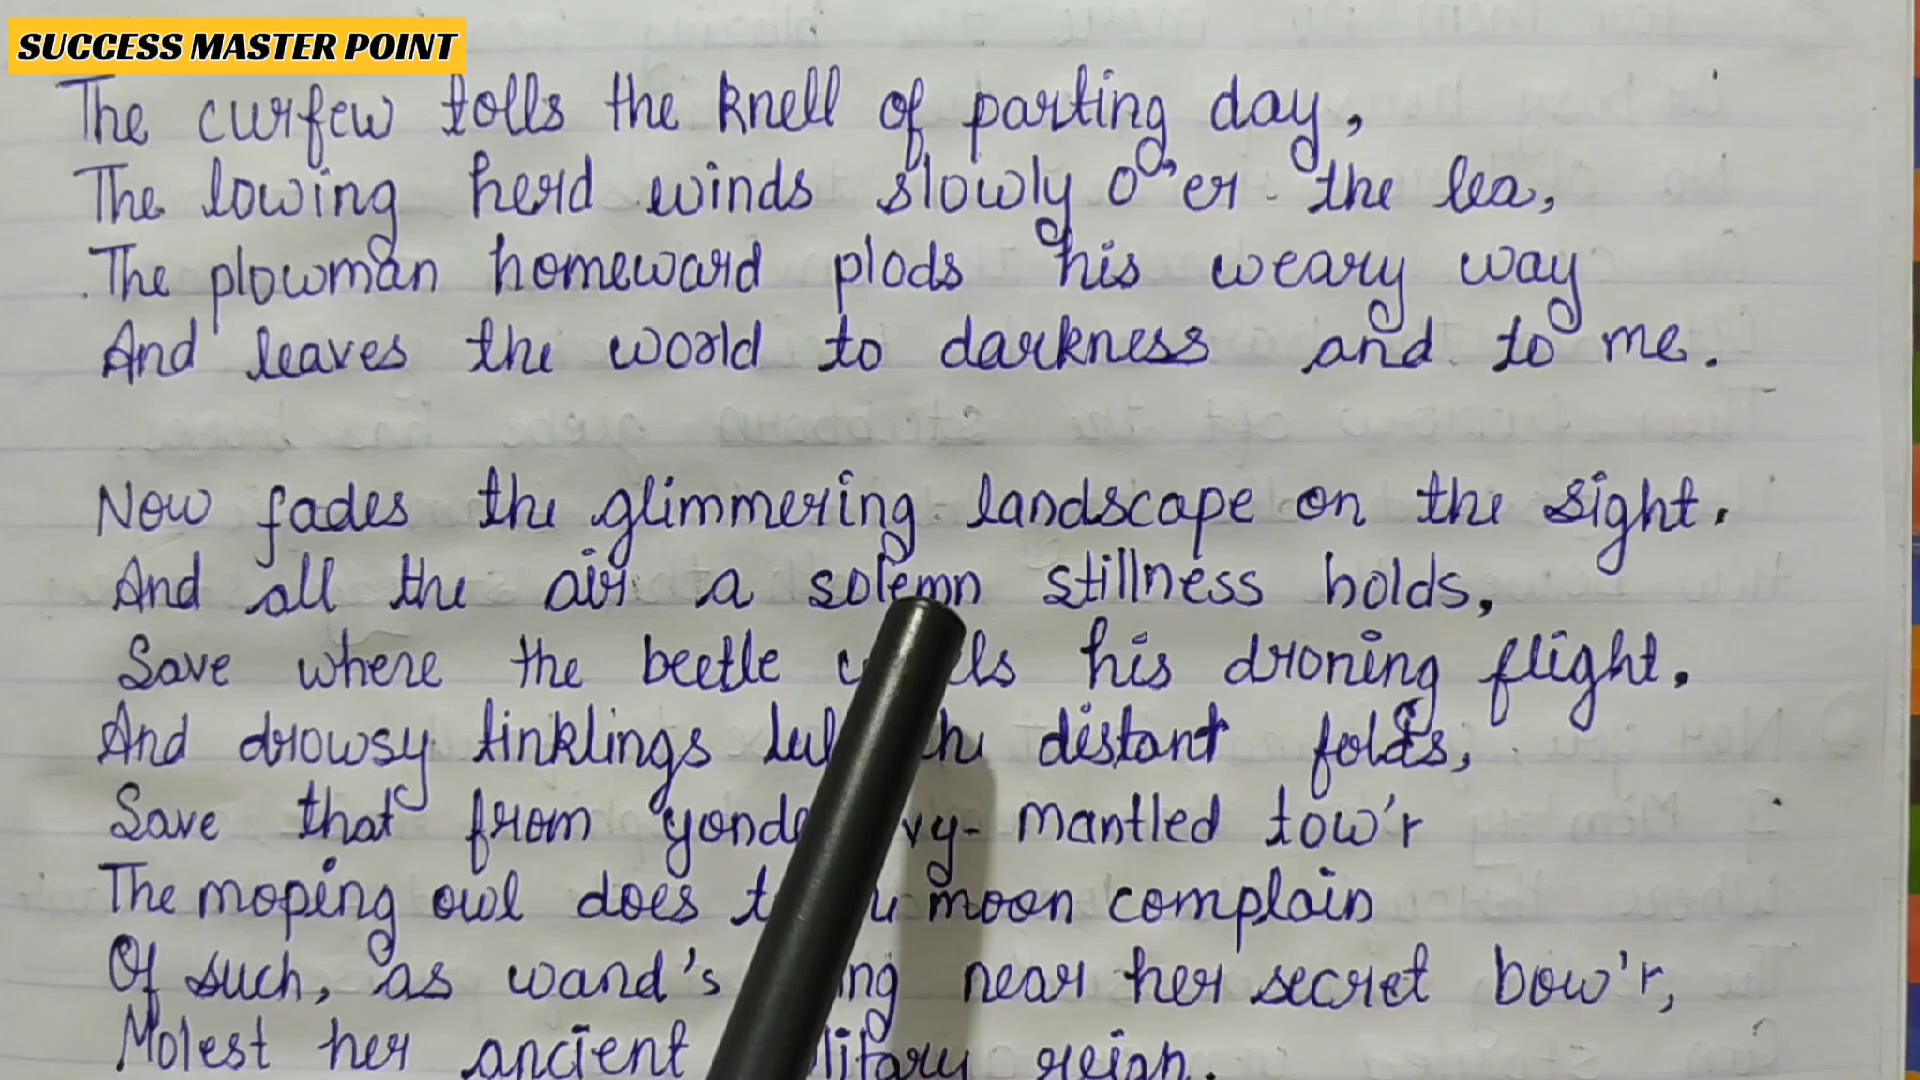 SUCCESS MASTER POINT
The curfew tolls the knell of parting day,
The lowing herd winds slowly o'er the lea,
The plowman homeward plods his weary way
And leaves the world to darkness and to me.
Now fades the glimmering landscape on the sight.
And all the air a solemn stillness holds,
Save where the beetle his droning flight.
And drowsy tinklings distant folds,
Save that from mantled tow'r
The moping owl does moon complain
Of such, as wand's near her secret bow'r,
Molest her ancient reign.